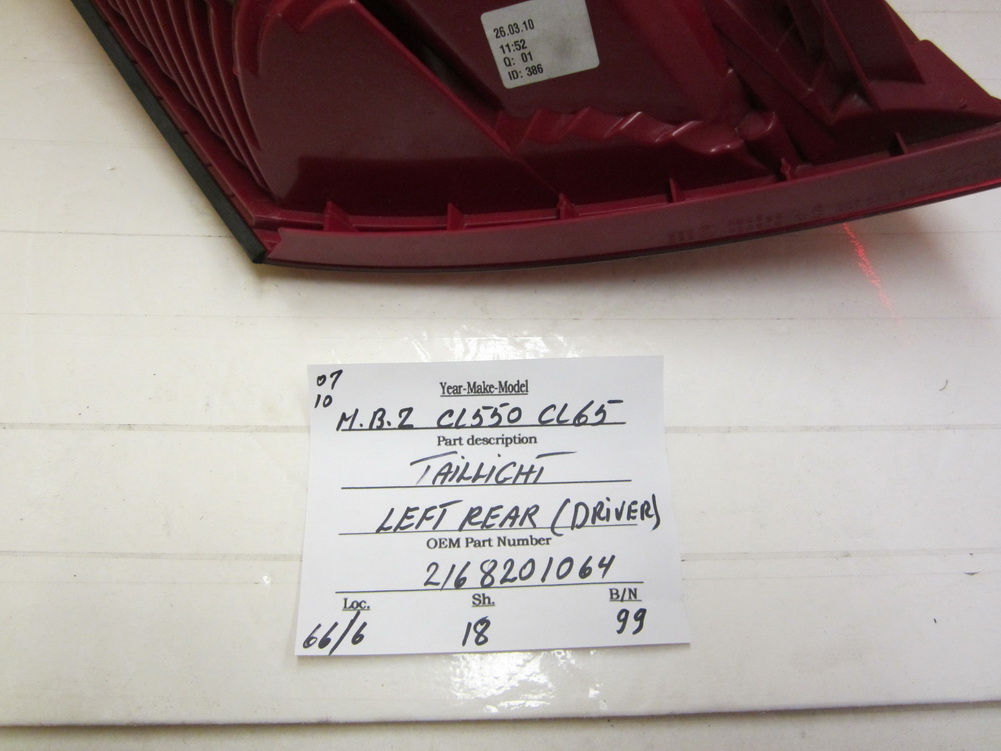 26.03.10
11:52
Q: 01
ID: 386
07
10
Year-Make-Model
M.B.Z CL550 CL65
Part description
TAILLIGHT
LEFT REAR (DRIVER)
OEM Part Number
2168201064
Loc. Sh. B/N
66/6 18 99